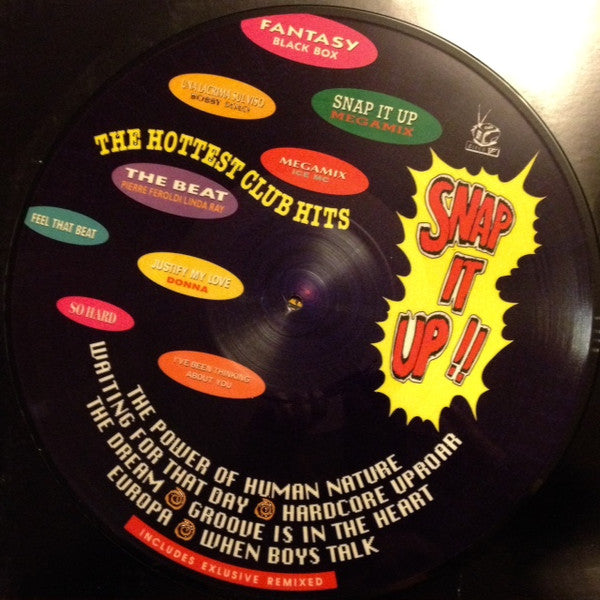 FANTASY
BLACK BOX
UNA LACRIMA SUL VISO
BOBBY SOLO
SNAP IT UP
MEGAMIX
THE HOTTEST CLUB HITS
MEGAMIX
ICE MC
THE BEAT
PIERRE FEROLDI LINDA RAY
FEEL THAT BEAT
JUSTIFY MY LOVE
DONNA
SO HARD
I'VE BEEN THINKING
ABOUT YOU
SNAP
IT
UP!!
THE POWER OF HUMAN NATURE
WAITING FOR THAT DAY HARDCORE UPROAR
THE DREAM GROOVE IS IN THE HEART
EUROPA WHEN BOYS TALK
INCLUDES EXLUSIVE REMIXED